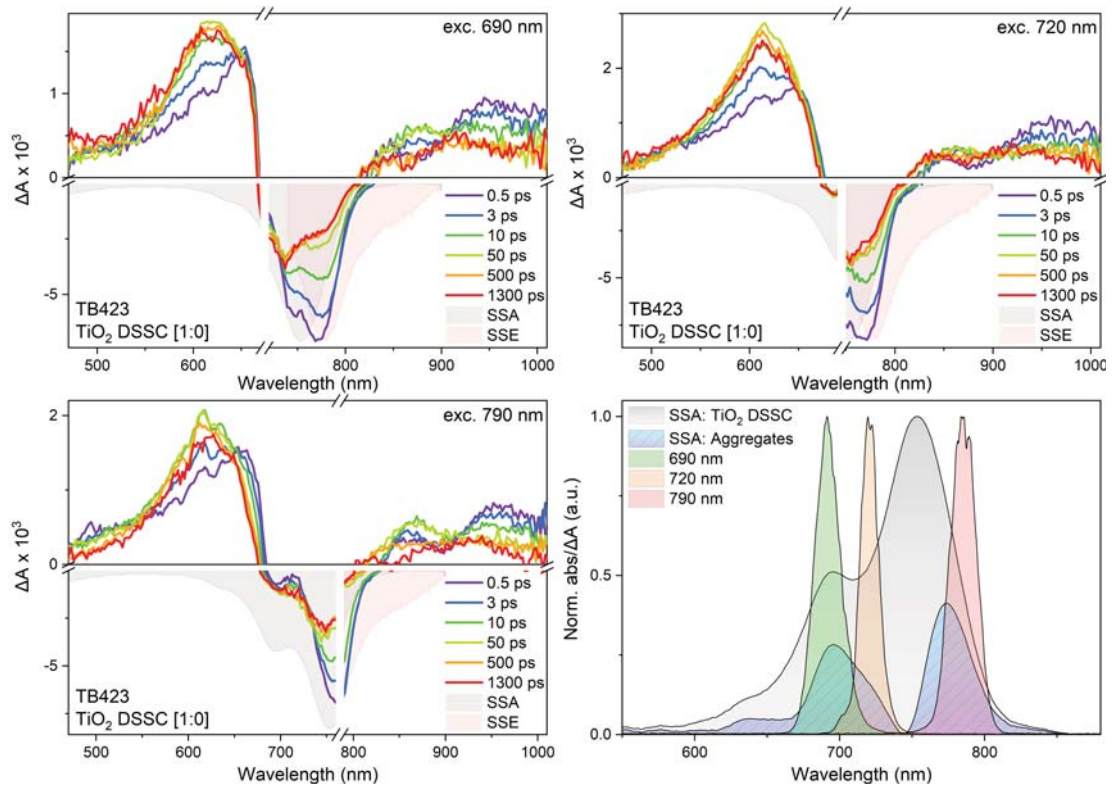 exc. 690 nm
ΔA x 10³
1
0
-5
0.5 ps
3 ps
10 ps
50 ps
500 ps
1300 ps
SSA
SSE
TB423
TiO₂ DSSC [1:0]
500 600 800 900 1000
Wavelength (nm)
exc. 720 nm
ΔA x 10³
2
0
-5
0.5 ps
3 ps
10 ps
50 ps
500 ps
1300 ps
SSA
SSE
TB423
TiO₂ DSSC [1:0]
500 600 800 900 1000
Wavelength (nm)
exc. 790 nm
ΔA x 10³
2
0
-5
0.5 ps
3 ps
10 ps
50 ps
500 ps
1300 ps
SSA
SSE
TB423
TiO₂ DSSC [1:0]
500 600 700 800 900 1000
Wavelength (nm)
Norm. abs/ΔA (a.u.)
1.0
0.5
0.0
SSA: TiO₂ DSSC
SSA: Aggregates
690 nm
720 nm
790 nm
600 700 800
Wavelength (nm)